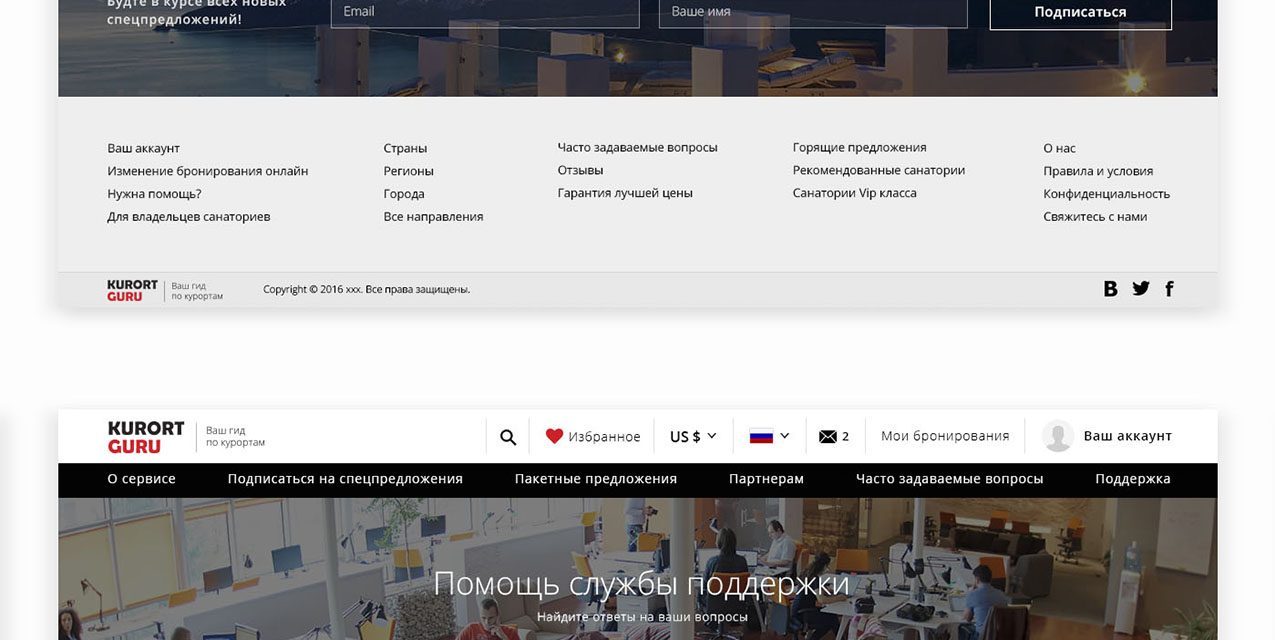 Будте в курсе всех новых
спецпредложений!
Email
Ваше имя
Подписаться
Ваш аккаунт
Изменение бронирования онлайн
Нужна помощь?
Для владельцев санаториев
Страны
Регионы
Города
Все направления
Часто задаваемые вопросы
Отзывы
Гарантия лучшей цены
Горящие предложения
Рекомендованные санатории
Санатории Vip класса
О нас
Правила и условия
Конфиденциальность
Свяжитесь с нами
KURORT
GURU
Ваш гид
по курортам
Copyright © 2016 xxx. Все права защищены.
KURORT
GURU
Ваш гид
по курортам
Избранное
US $
2
Мои бронирования
Ваш аккаунт
О сервисе
Подписаться на спецпредложения
Пакетные предложения
Партнерам
Часто задаваемые вопросы
Поддержка
Помощь службы поддержки
Найдите ответы на ваши вопросы